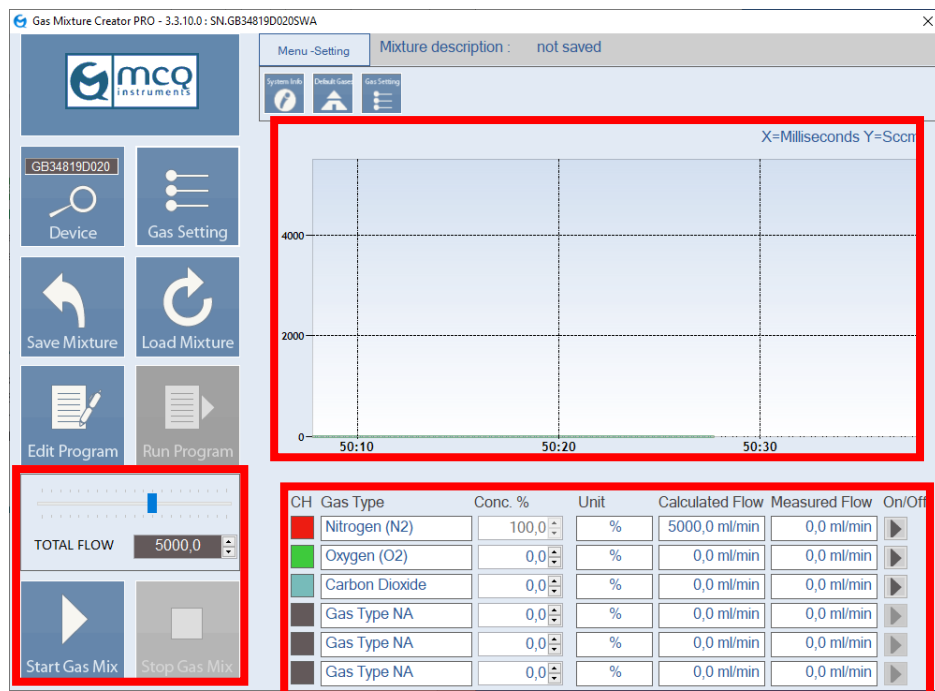 Gas Mixture Creator PRO - 3.3.10.0 : SN.GB34819D020SWA
mcq
instruments
Menu -Setting
Mixture description : not saved
System Info
Default Gases
Gas Setting
X=Milliseconds Y=Sccm
GB34819D020
Device
Gas Setting
Save Mixture
Load Mixture
Edit Program
Run Program
4000
2000
0
50:10 50:20 50:30
TOTAL FLOW 5000,0
Start Gas Mix
Stop Gas Mix
CH Gas Type Conc. % Unit Calculated Flow Measured Flow On/Off
Nitrogen (N2) 100,0 % 5000,0 ml/min 0,0 ml/min
Oxygen (O2) 0,0 % 0,0 ml/min 0,0 ml/min
Carbon Dioxide 0,0 % 0,0 ml/min 0,0 ml/min
Gas Type NA 0,0 % 0,0 ml/min 0,0 ml/min
Gas Type NA 0,0 % 0,0 ml/min 0,0 ml/min
Gas Type NA 0,0 % 0,0 ml/min 0,0 ml/min